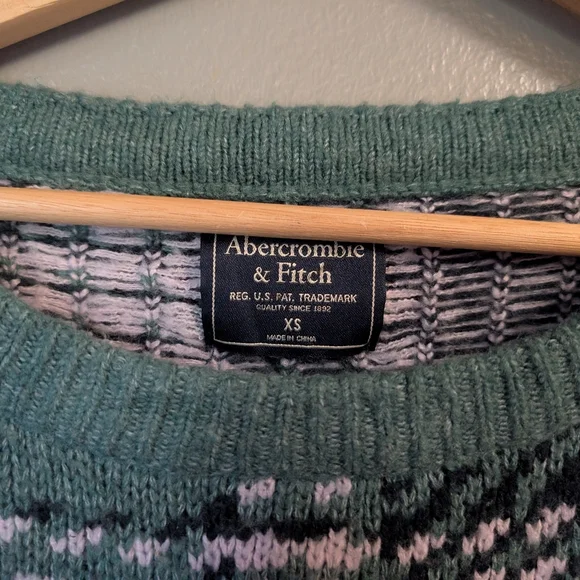 Abercrombie
& Fitch
REG. U.S. PAT. TRADEMARK
QUALITY SINCE 1892
XS
MADE IN CHINA